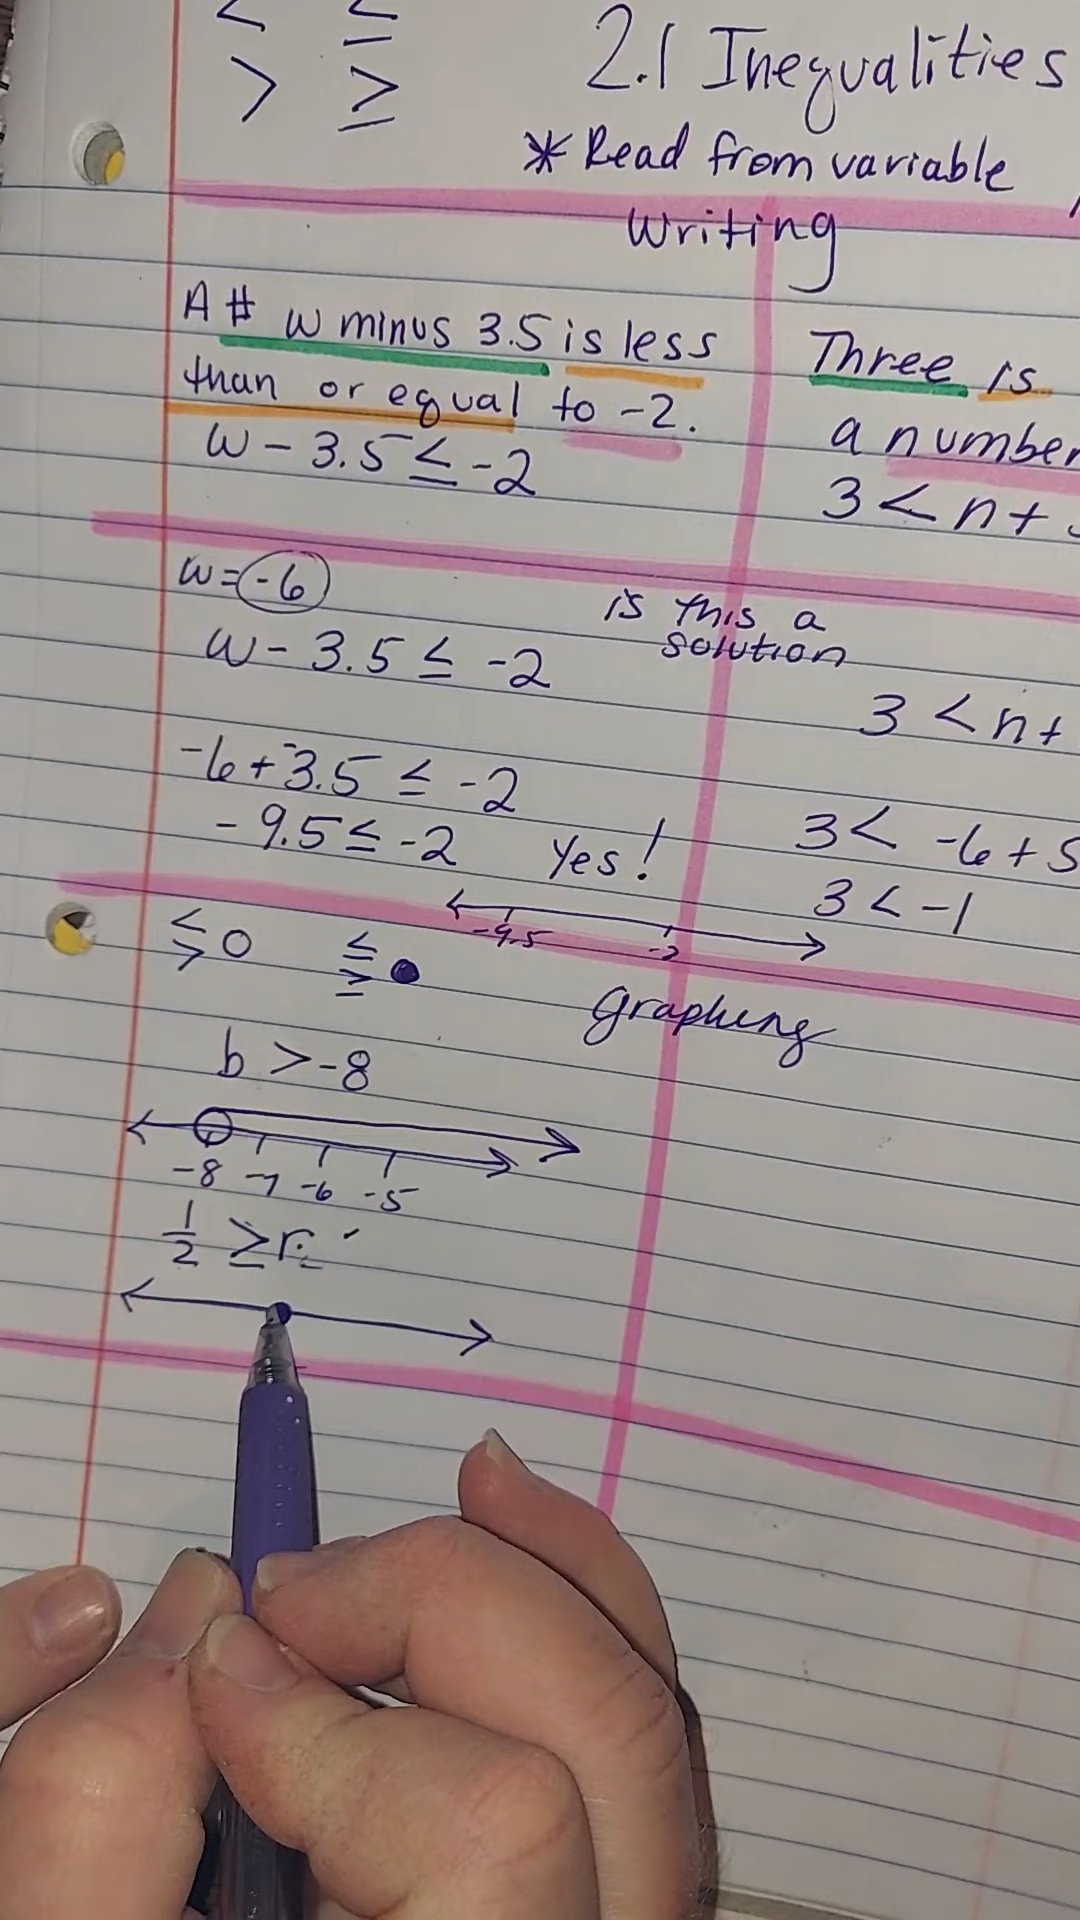 < ≤ 2.1 Inequalities
> ≥
* Read from variable
Writing
A # w minus 3.5 is less
than or equal to -2.
w - 3.5 ≤ -2
Three is
a number
3 < n +
w = -6
is this a
solution
w - 3.5 ≤ -2
3 < n +
-6 + -3.5 ≤ -2
-9.5 ≤ -2 Yes!
-9.5 -2
3 < -6 + 5
3 < -1
< ≤
> ≥
Graphing
b > -8
-8 -7 -6 -5
1/2 ≥ r